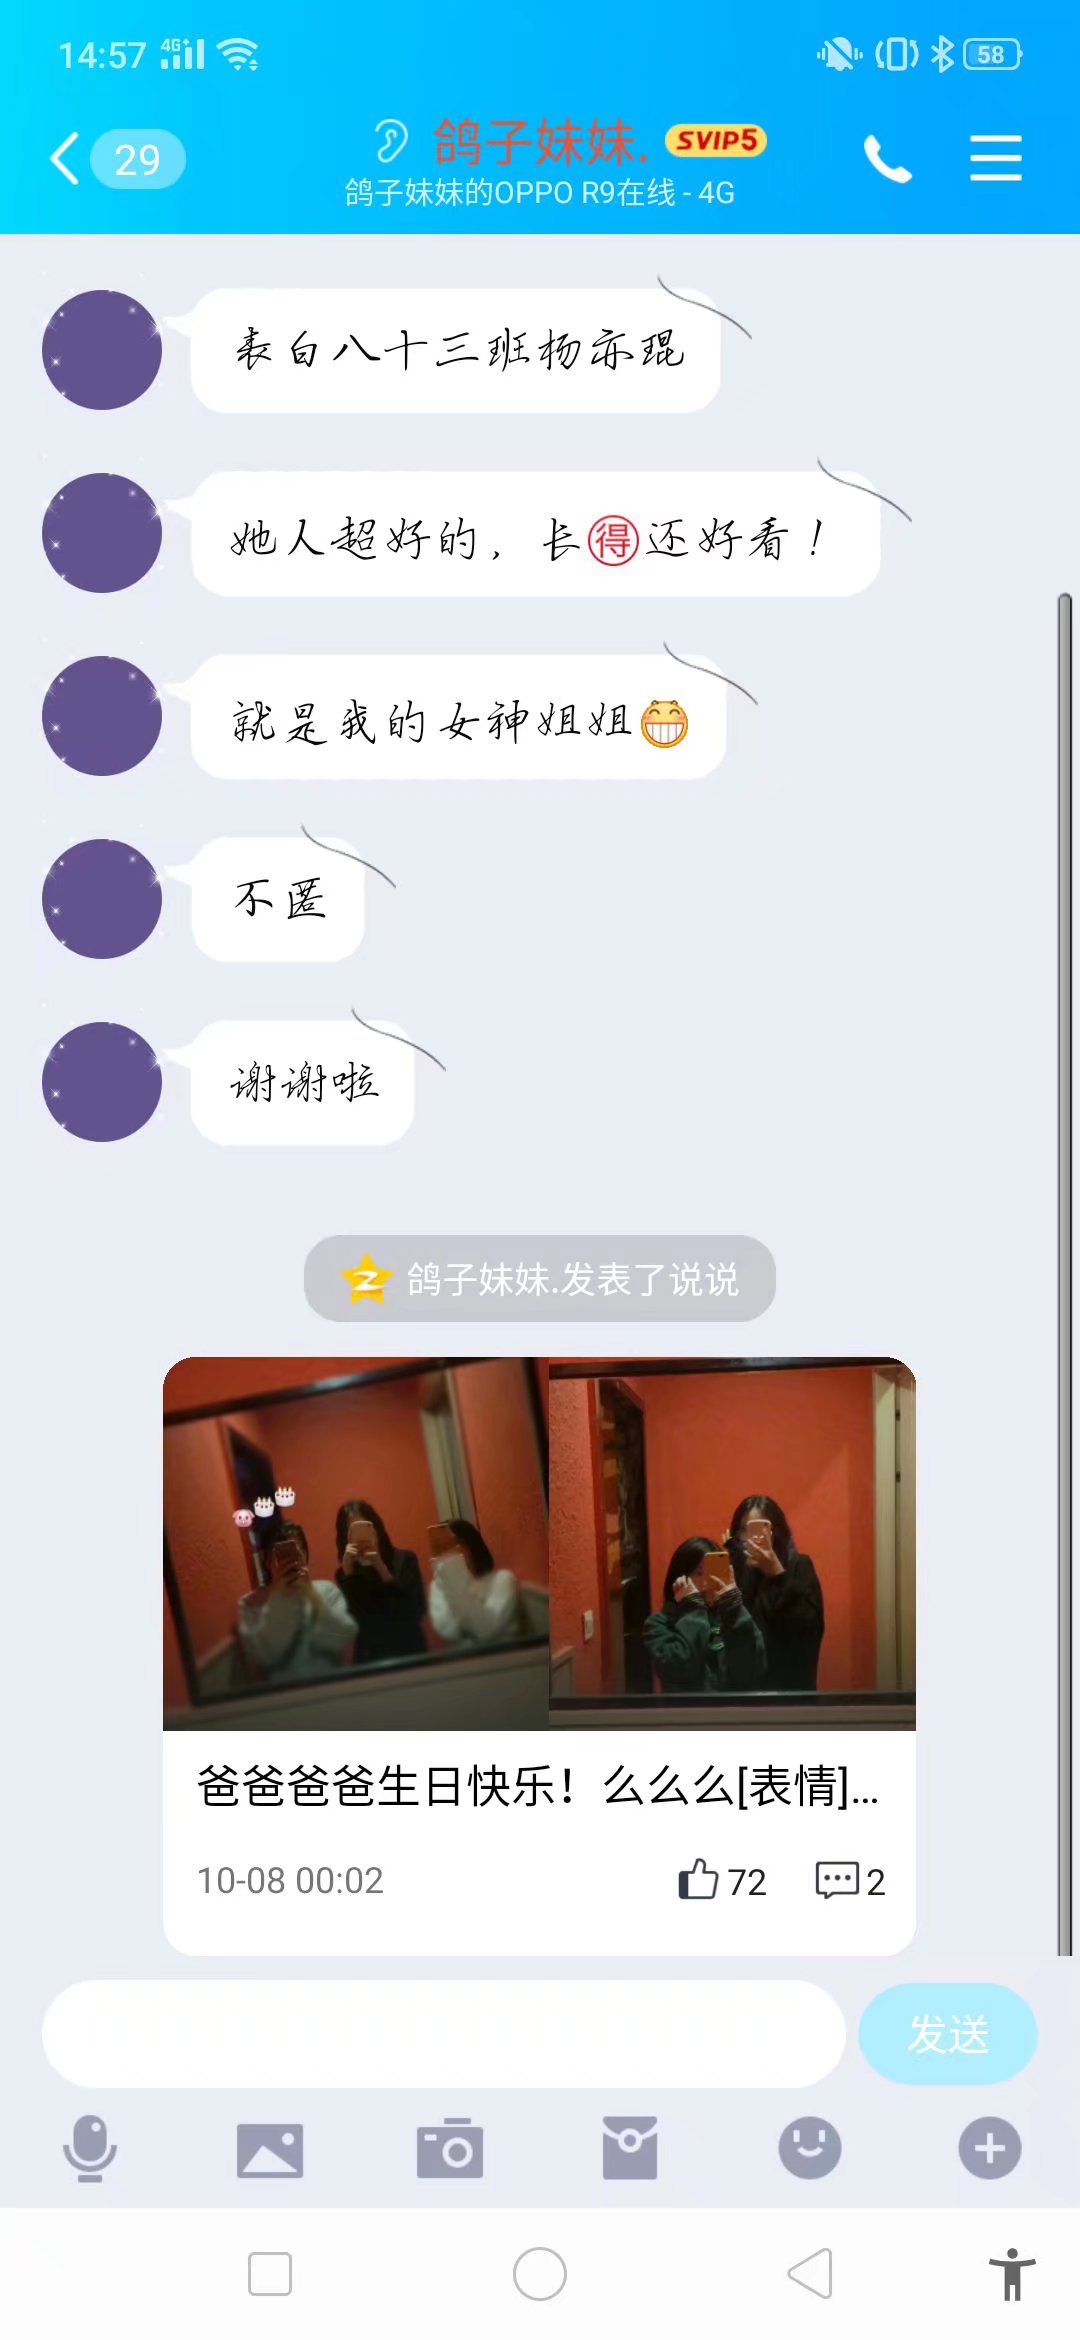 14:57 4G+ 58
29 鸽子妹妹. SVIP5
鸽子妹妹的OPPO R9在线 - 4G
表白八十三班杨亦琨
她人超好的，长得还好看！
就是我的女神姐姐
不匿
谢谢啦
鸽子妹妹.发表了说说
爸爸爸爸生日快乐！么么么[表情]...
10-08 00:02 72 2
发送